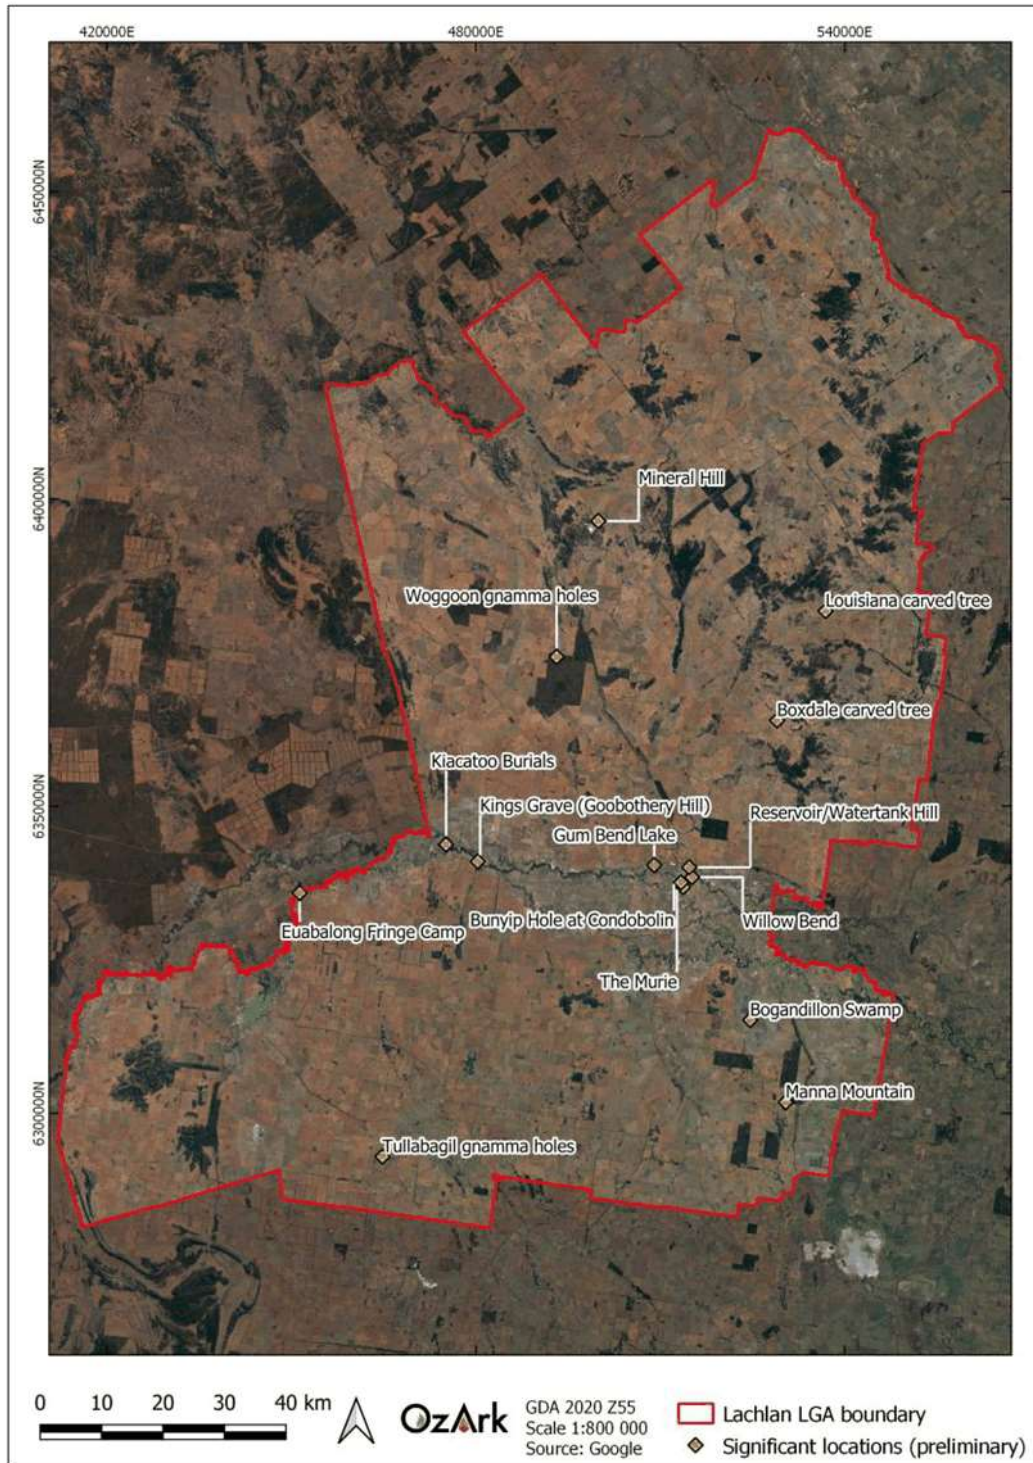 420000E
480000E
540000E
6450000N
6400000N
6350000N
6300000N
Mineral Hill
Woggoon gnamma holes
Louisiana carved tree
Boxdale carved tree
Kiacatoo Burials
Kings Grave (Goobothery Hill)
Reservoir/Watertank Hill
Gum Bend Lake
Bunyip Hole at Condobolin
Willow Bend
Euabalong Fringe Camp
The Murie
Bogandillon Swamp
Manna Mountain
Tullabagil gnamma holes
0 10 20 30 40 km
OzArk
GDA 2020 Z55
Scale 1:800 000
Source: Google
Lachlan LGA boundary
Significant locations (preliminary)